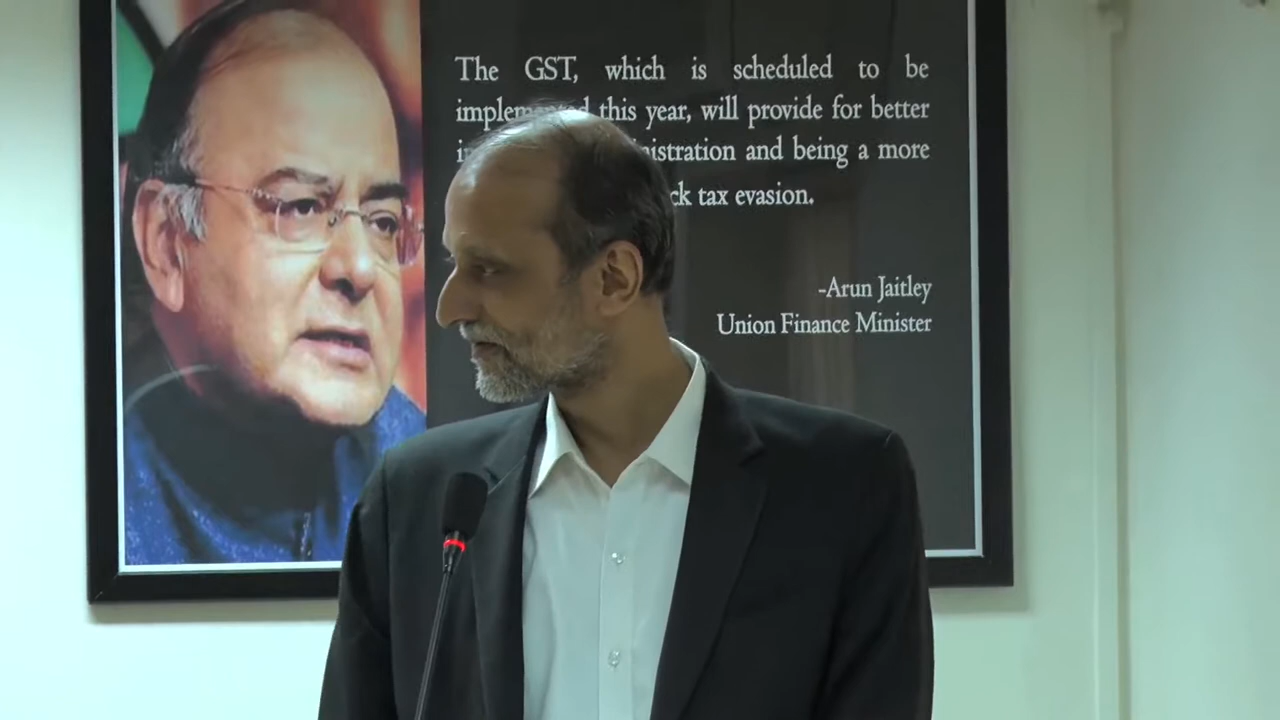 The GST, which is scheduled to be
this year, will provide for better
and being a more
tax evasion.
-Arun Jaitley
Union Finance Minister